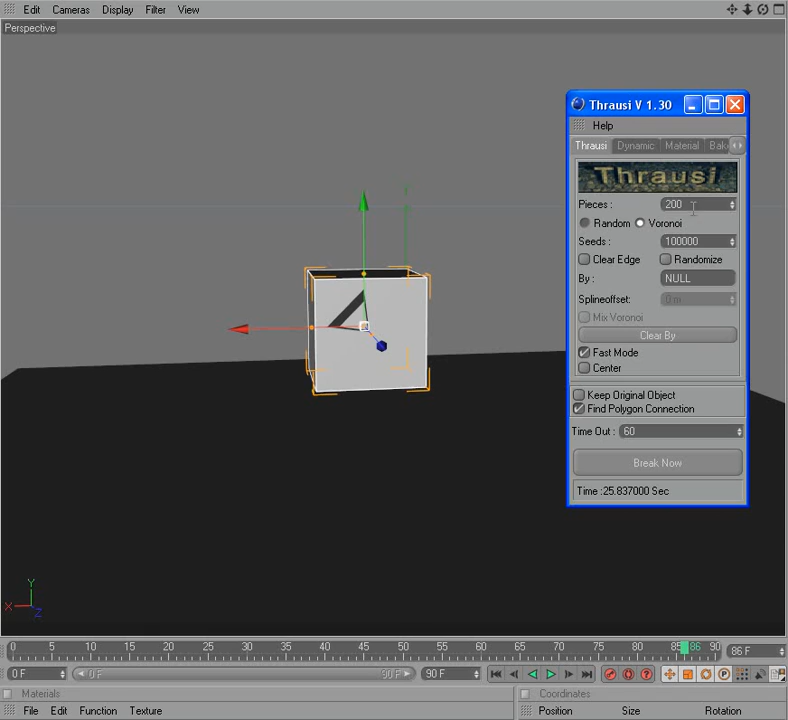 Edit Cameras Display Filter View
Perspective
Thrausi V 1.30
Help
Thrausi Dynamic Material Bak
Thrausi
Pieces : 200
Random Voronoi
Seeds : 100000
Clear Edge Randomize
By : NULL
Splineoffset: 0 m
Mix Voronoi
Clear By
Fast Mode
Center
Keep Original Object
Find Polygon Connection
Time Out : 60
Break Now
Time :25.837000 Sec
Y
X
Z
0 5 10 15 20 25 30 35 40 45 50 55 60 65 70 75 80 85 86 90 86 F
0 F 0 F 90 F 90 F
Materials Coordinates
File Edit Function Texture Position Size Rotation